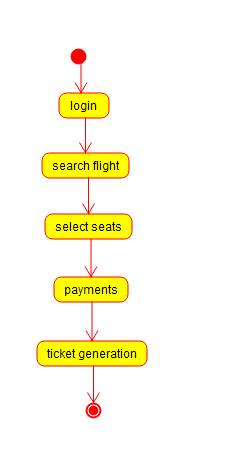 login
search flight
select seats
payments
ticket generation